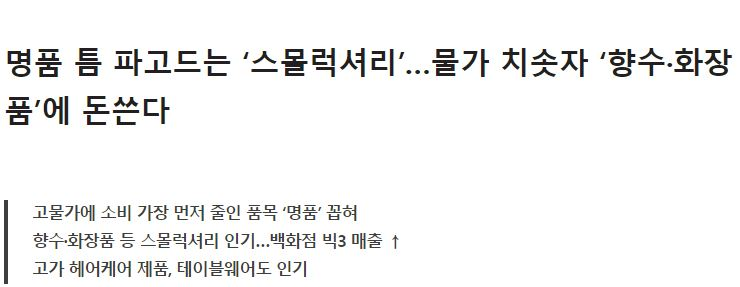 명품 틈 파고드는 ‘스몰럭셔리’…물가 치솟자 ‘향수·화장
품’에 돈쓴다
고물가에 소비 가장 먼저 줄인 품목 ‘명품’ 꼽혀
향수·화장품 등 스몰럭셔리 인기…백화점 빅3 매출 ↑
고가 헤어케어 제품, 테이블웨어도 인기